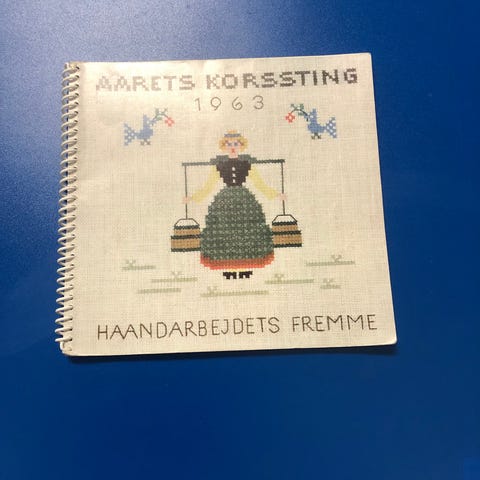 AARETS KORSSTING
1963
HAANDARBEJDETS FREMME